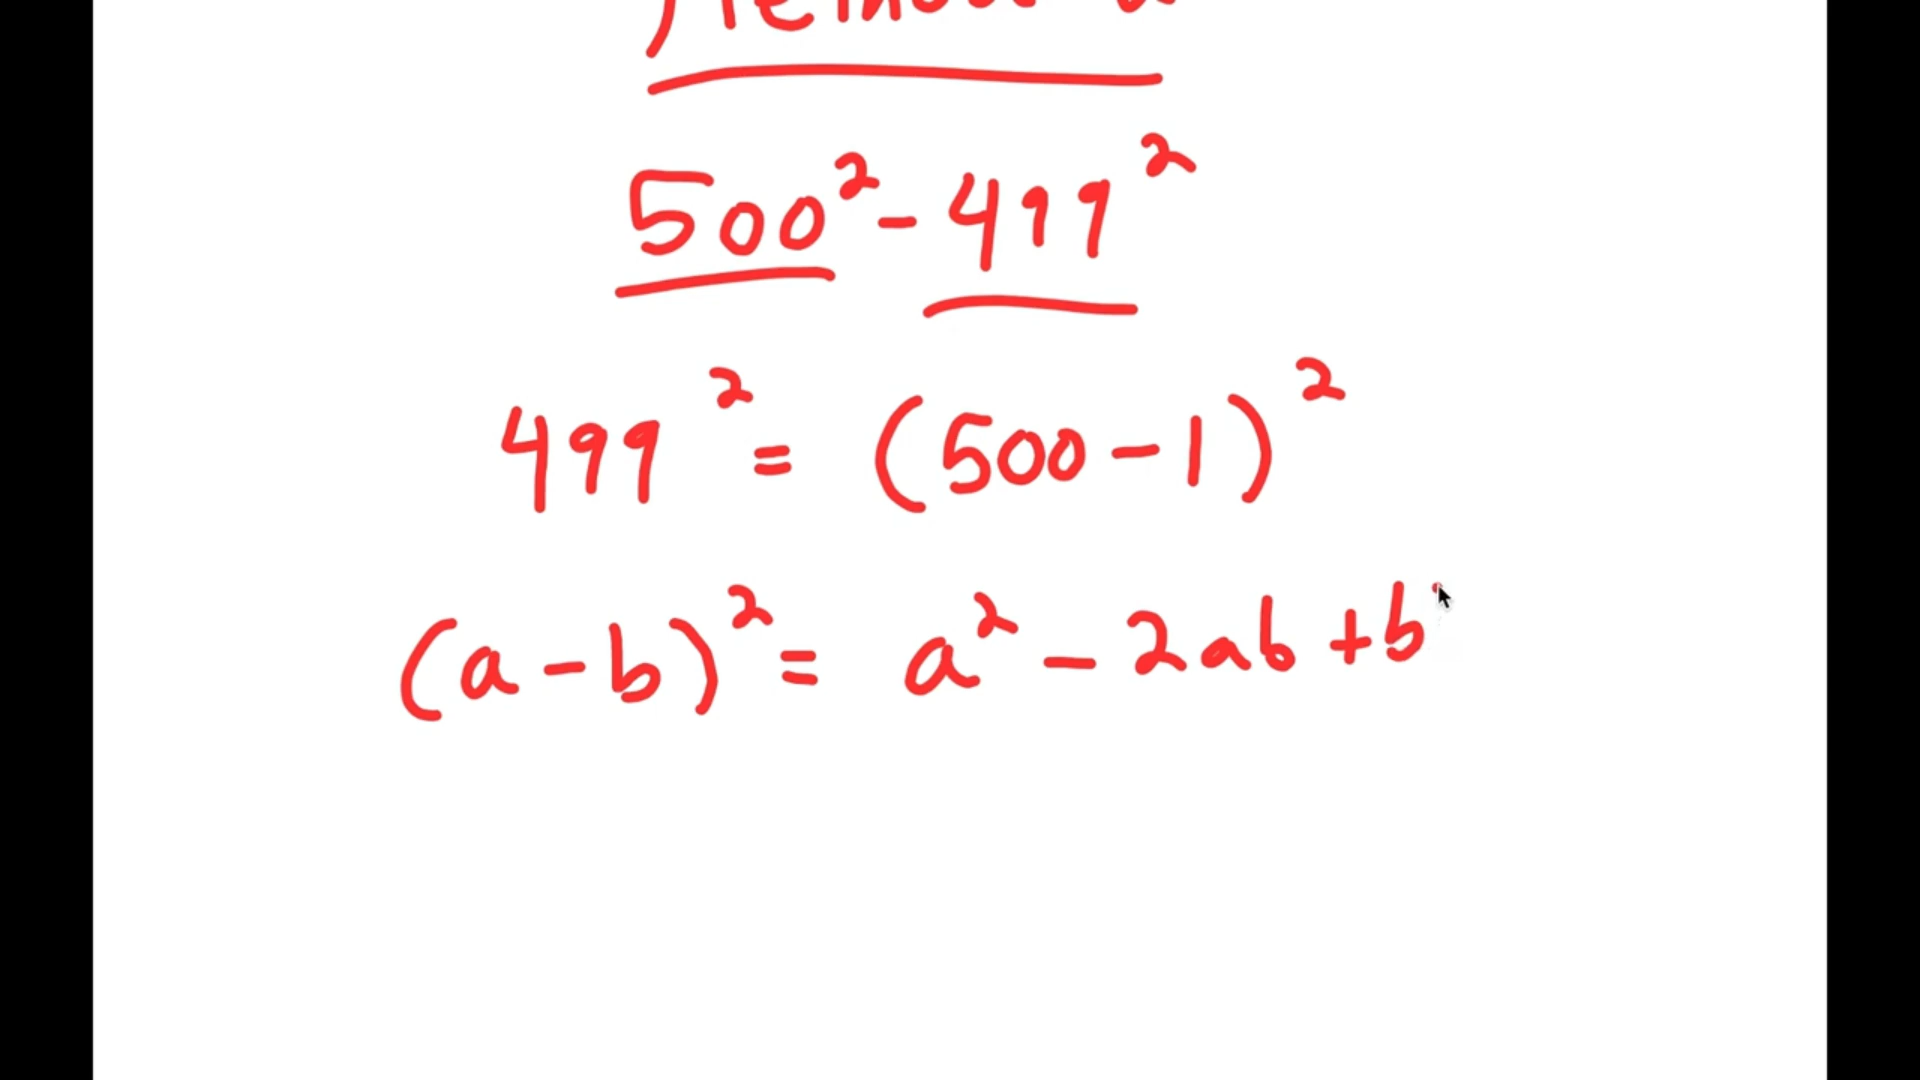 500² - 499²
499² = (500 - 1)²
(a - b)² = a² - 2ab + b